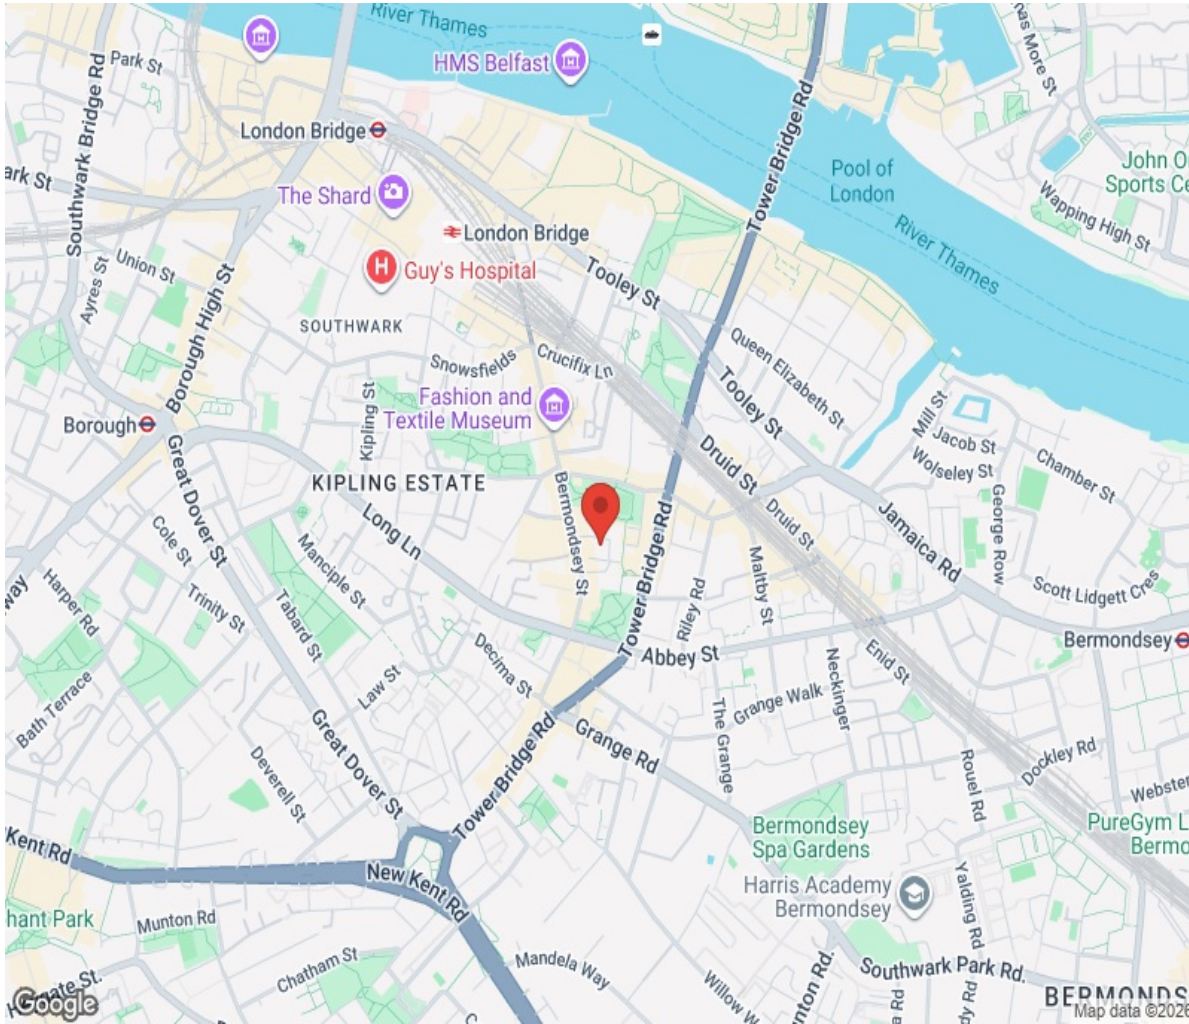 River Thames
Park St
HMS Belfast
Southwark Bridge Rd
London Bridge
Tower Bridge Rd
Pool of
London
Sports Ce
The Shard
ark St
Wapping High St
River Thames
London Bridge
Union St
Guy's Hospital
Tooley St
Ayres St
Borough High St
SOUTHWARK
Snowsfields
Crucifix Ln
Queen Elizabeth St
Tooley St
Fashion and
Textile Museum
Kipling St
Mill St
Jacob St
Wolseley St
Chamber St
Borough
Great Dover St
KIPLING ESTATE
Druid St
Bermondsey St
Long Ln
Druid St
Jamaica Rd
George Row
Cole St
Manciple St
Tower Bridge Rd
Maltby St
Scott Lidgett Cres
way
Harper Rd
Trinity St
Tabard St
Riley Rd
Decima St
Abbey St
Enid St
Bermondsey
Neckinger
Law St
Bath Terrace
Grange Walk
The Grange
Great Dover St
Tower Bridge Rd
Grange Rd
Deverell St
Rouel Rd
Dockley Rd
Webster
Kent Rd
New Kent Rd
Bermondsey
Spa Gardens
PureGym L
Bermo
Harris Academy
Bermondsey
Yalding Rd
hant Park
Munton Rd
Chatham St
Mandela Way
Willow
nton Rd.
Southwark Park Rd.
BERMONDS
Google
Map data ©2026